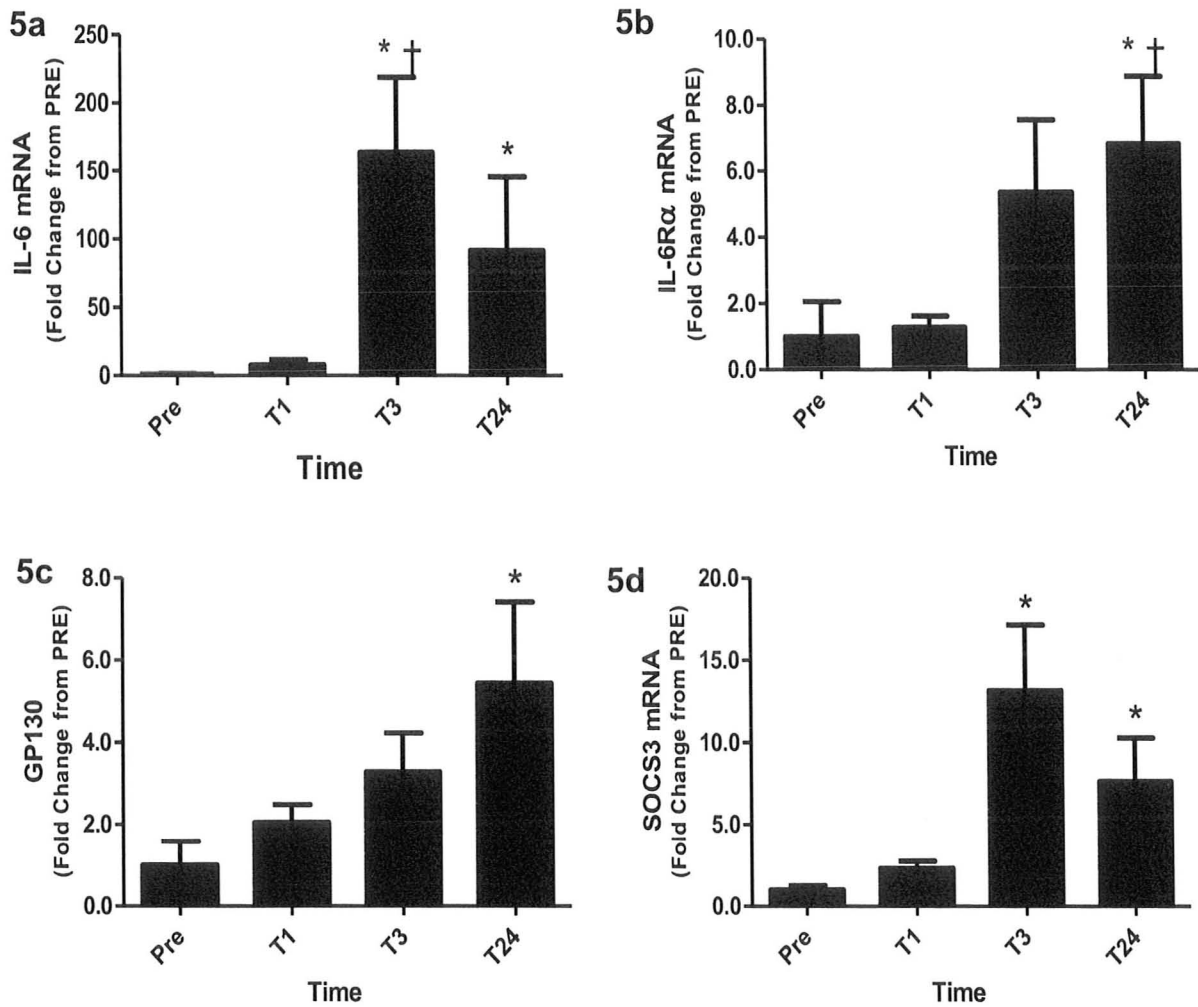 5a
IL-6 mRNA
(Fold Change from PRE)
250
200
150
100
50
0
* †
*
Pre
T1
T3
T24
Time
5b
IL-6Rα mRNA
(Fold Change from PRE)
10.0
8.0
6.0
4.0
2.0
0.0
* †
Pre
T1
T3
T24
Time
5c
GP130
(Fold Change from PRE)
8.0
6.0
4.0
2.0
0.0
*
Pre
T1
T3
T24
Time
5d
SOCS3 mRNA
(Fold Change from PRE)
20.0
15.0
10.0
5.0
0.0
*
*
Pre
T1
T3
T24
Time